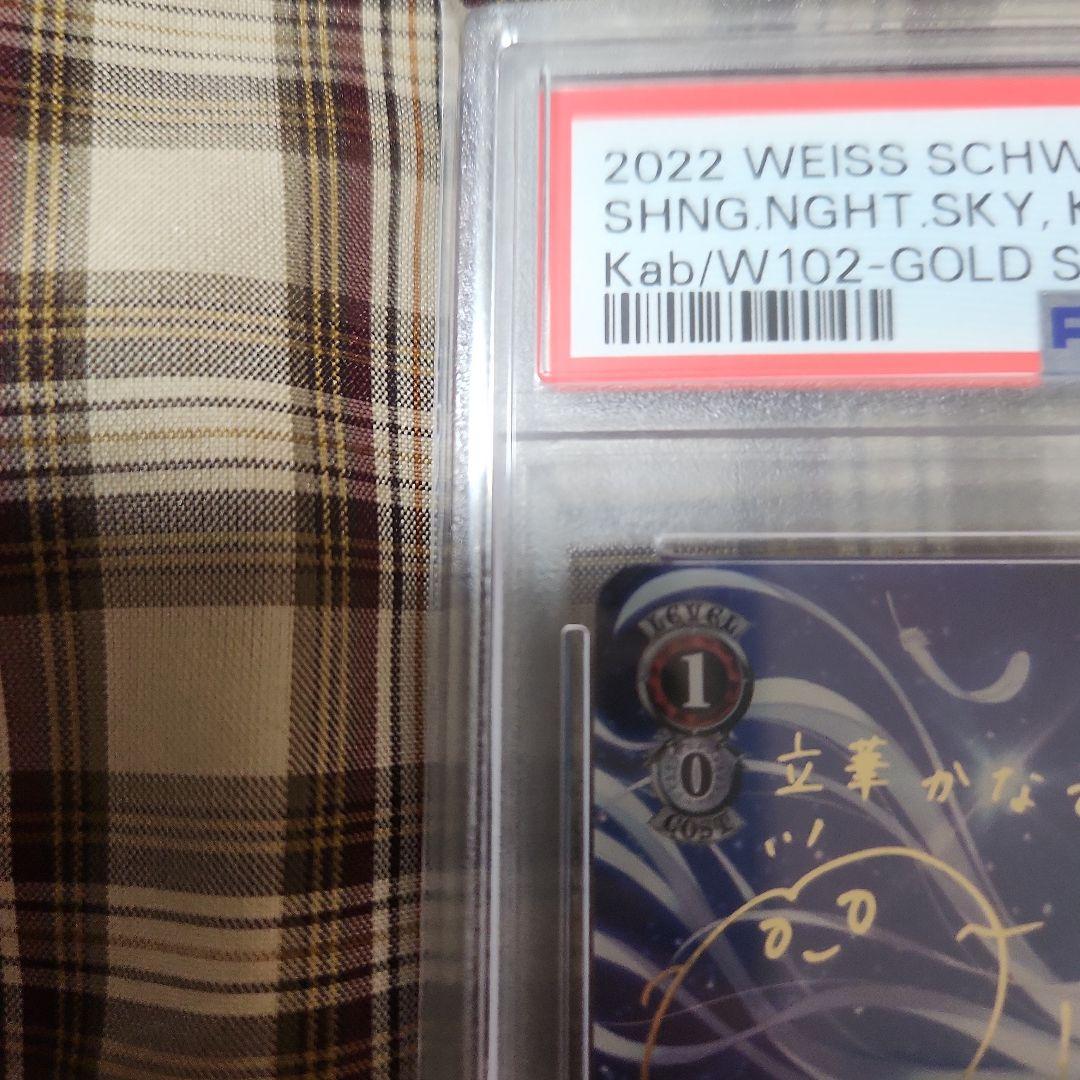 2022 WEISS SCHW
SHNG.NGHT.SKY, K
Kab/W102-GOLD S
LEVEL
1
0
COST
立華かな